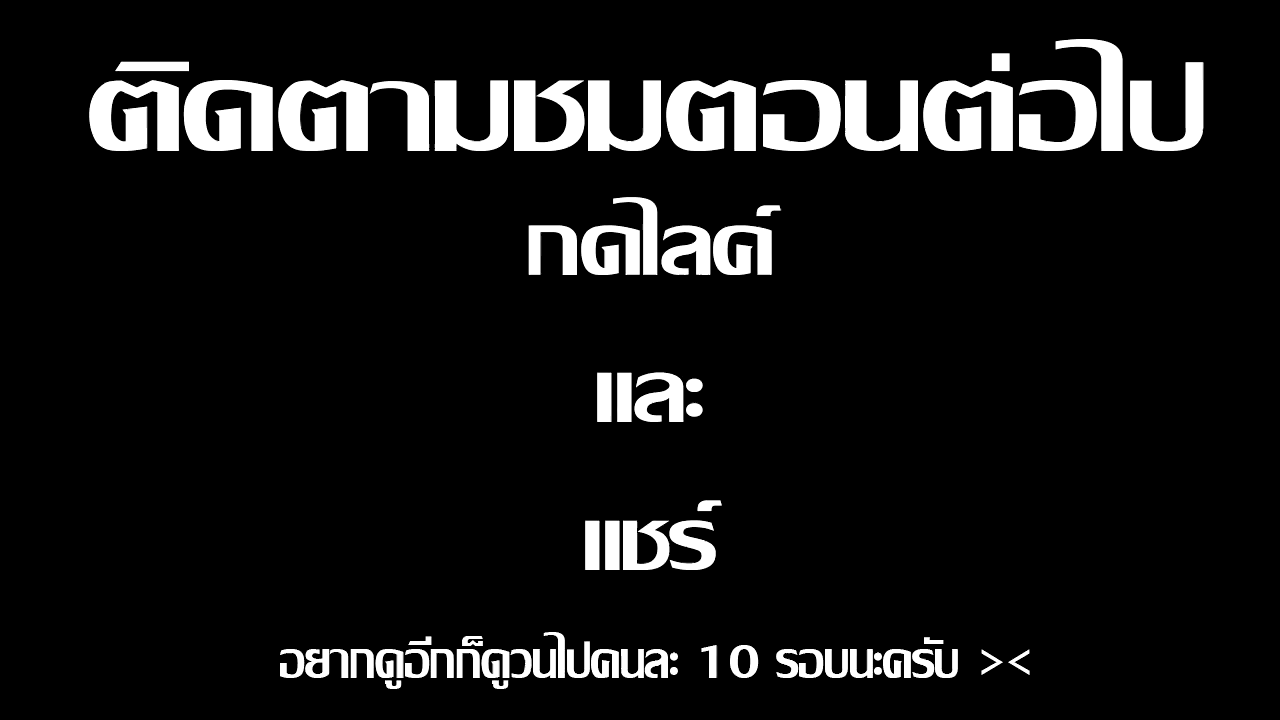 ติดตามชมตอนต่อไป
กดไลค์
และ
แชร์
อยากดูอีกก็ดูวนไปคนละ 10 รอบนะครับ ><